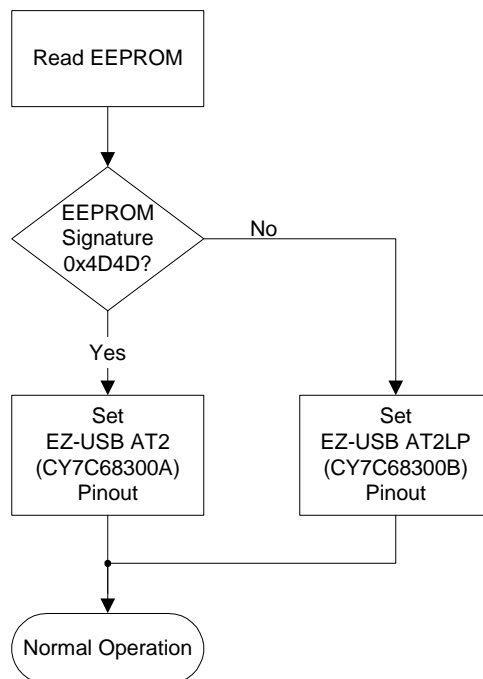 Read EEPROM
EEPROM
Signature
0x4D4D?
No
Yes
Set
EZ-USB AT2
(CY7C68300A)
Pinout
Set
EZ-USB AT2LP
(CY7C68300B)
Pinout
Normal Operation